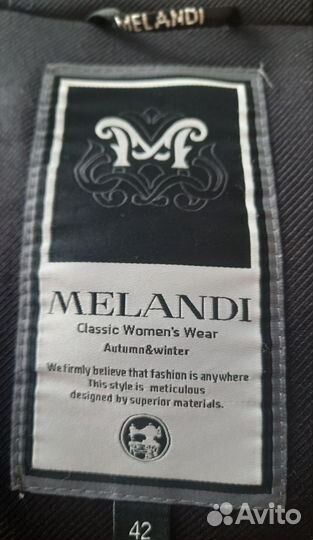 MELANDI
M
MELANDI
Classic Women's Wear
Autumn&winter
We firmly believe that fashion is anywhere
This style is meticulous
designed by superior materials.
42
Avito